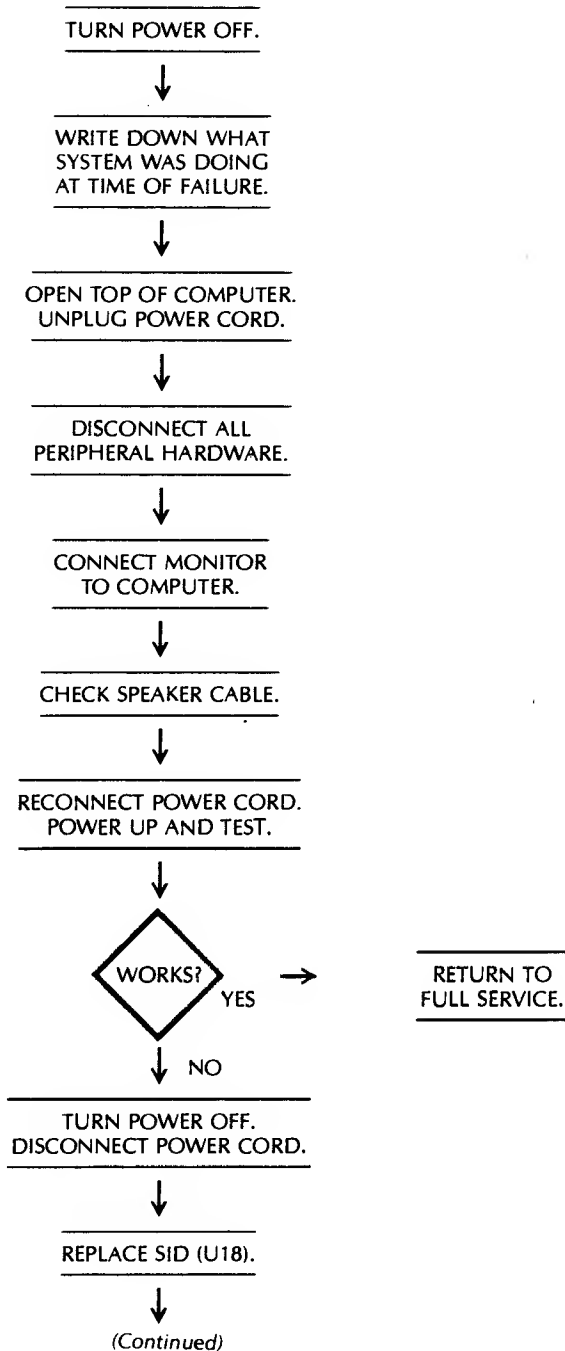 TURN POWER OFF.
WRITE DOWN WHAT
SYSTEM WAS DOING
AT TIME OF FAILURE.
OPEN TOP OF COMPUTER.
UNPLUG POWER CORD.
DISCONNECT ALL
PERIPHERAL HARDWARE.
CONNECT MONITOR
TO COMPUTER.
CHECK SPEAKER CABLE.
RECONNECT POWER CORD.
POWER UP AND TEST.
WORKS?
YES
RETURN TO
FULL SERVICE.
NO
TURN POWER OFF.
DISCONNECT POWER CORD.
REPLACE SID (U18).
(Continued)